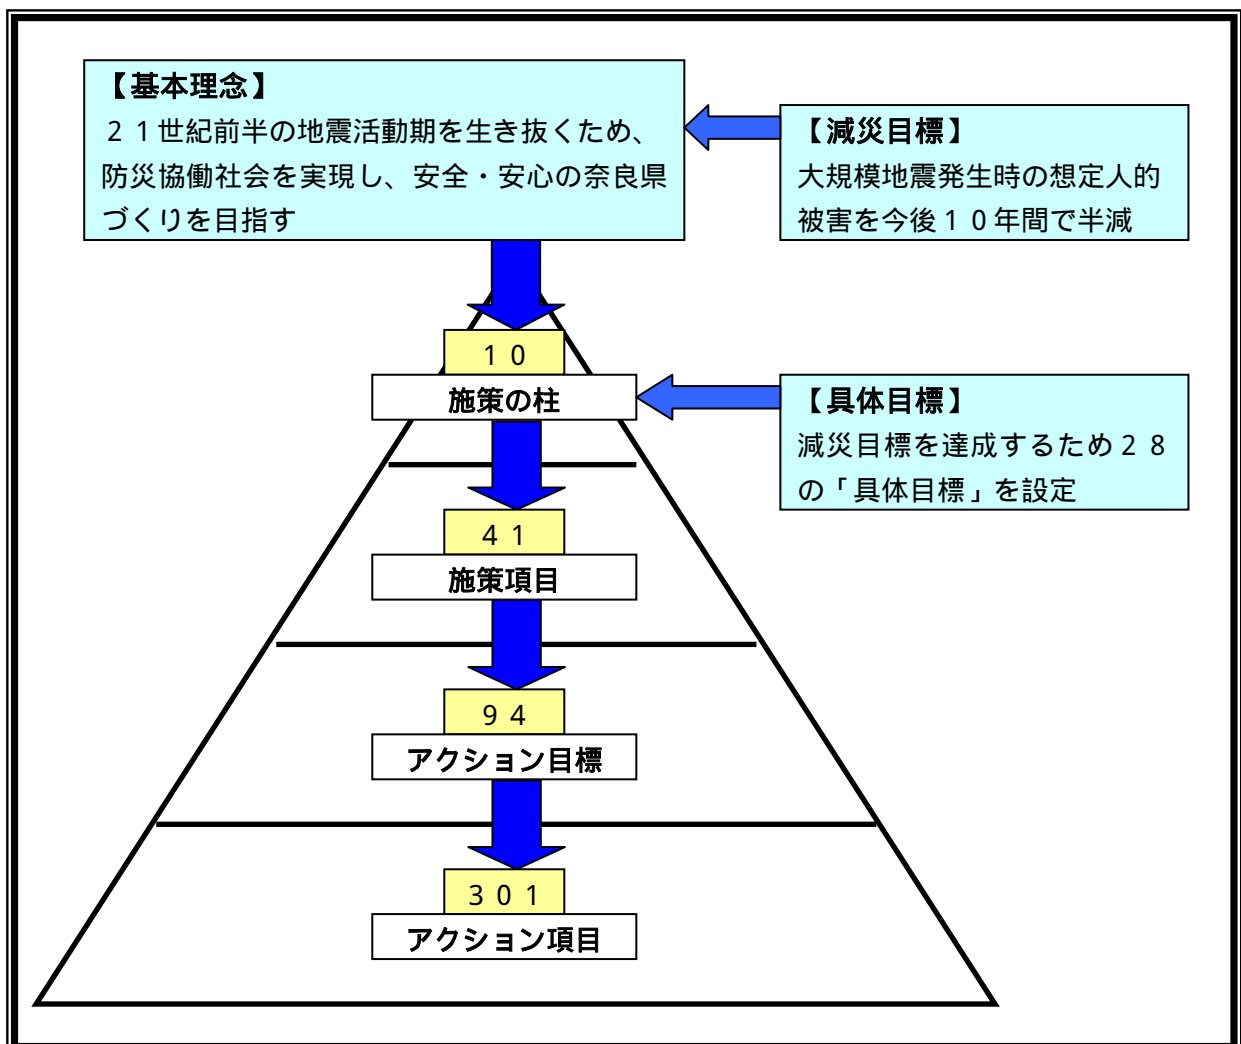 【基本理念】
２１世紀前半の地震活動期を生き抜くため、
防災協働社会を実現し、安全・安心の奈良県
づくりを目指す
【減災目標】
大規模地震発生時の想定人的
被害を今後１０年間で半減
１０
施策の柱
【具体目標】
減災目標を達成するため２８
の「具体目標」を設定
４１
施策項目
９４
アクション目標
３０１
アクション項目